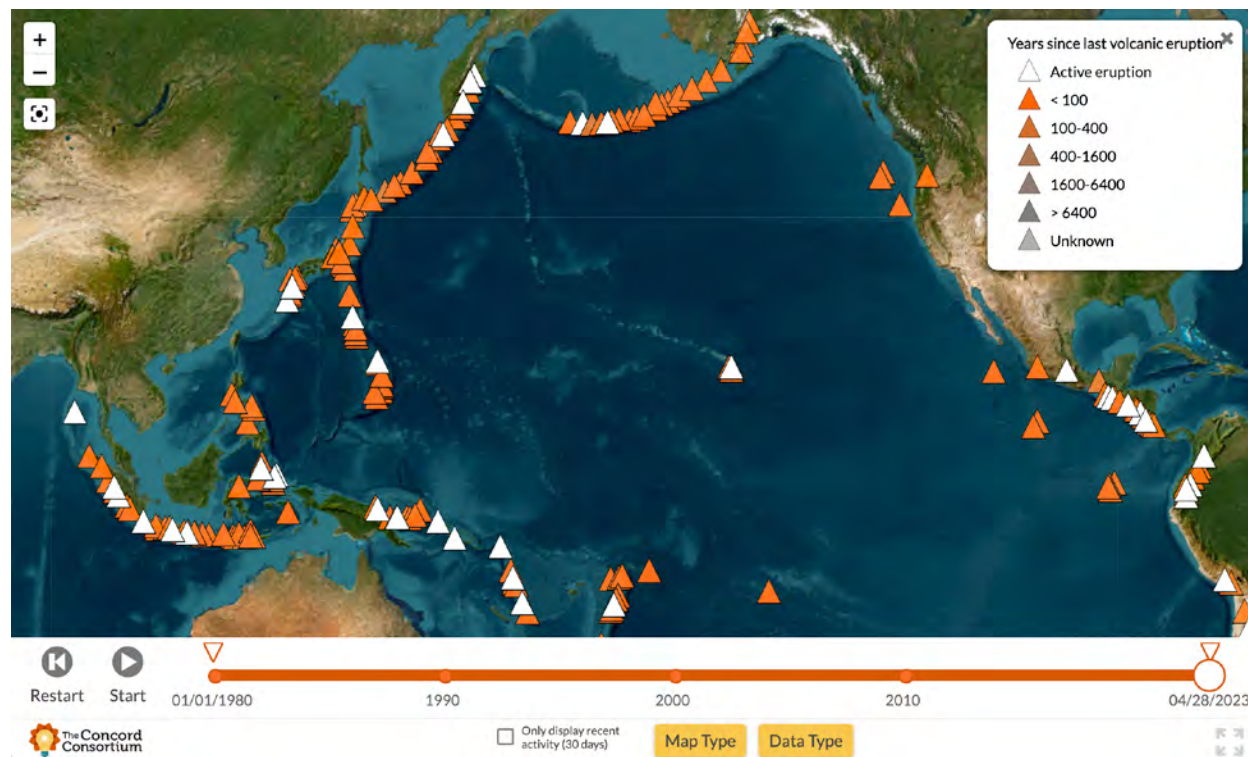 +
−
Years since last volcanic eruption
Active eruption
< 100
100-400
400-1600
1600-6400
> 6400
Unknown
Restart
Start
01/01/1980
1990
2000
2010
04/28/2023
The Concord
Consortium
Only display recent
activity (30 days)
Map Type
Data Type